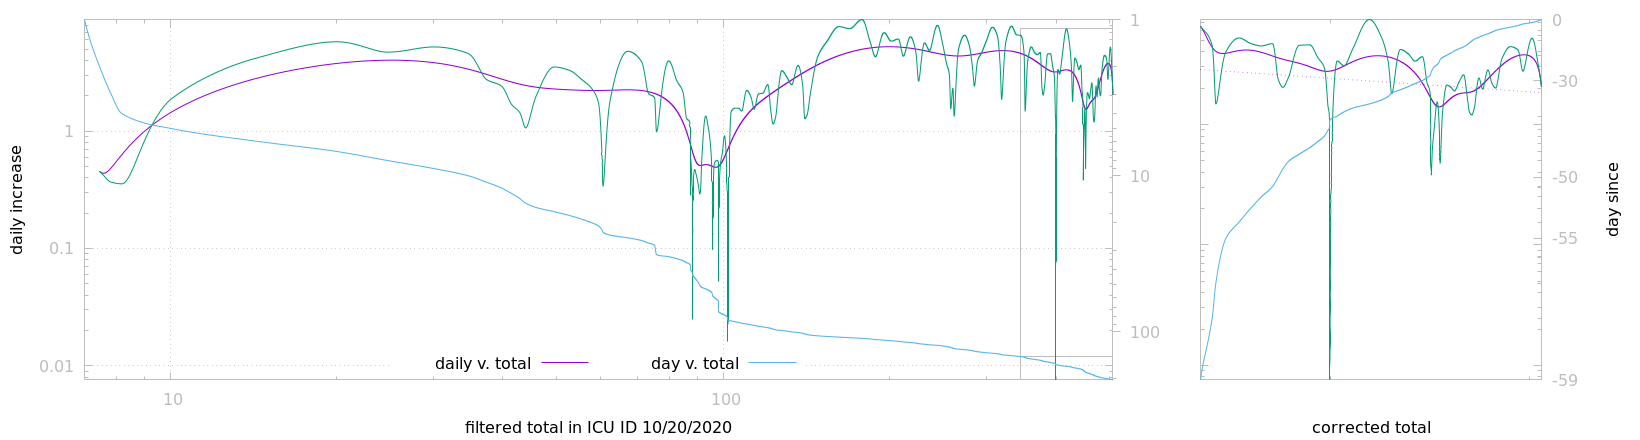 daily increase
1
0.1
0.01
10
100
daily v. total
day v. total
filtered total in ICU ID 10/20/2020
1
10
100
0
-30
-50
-55
-59
day since
corrected total